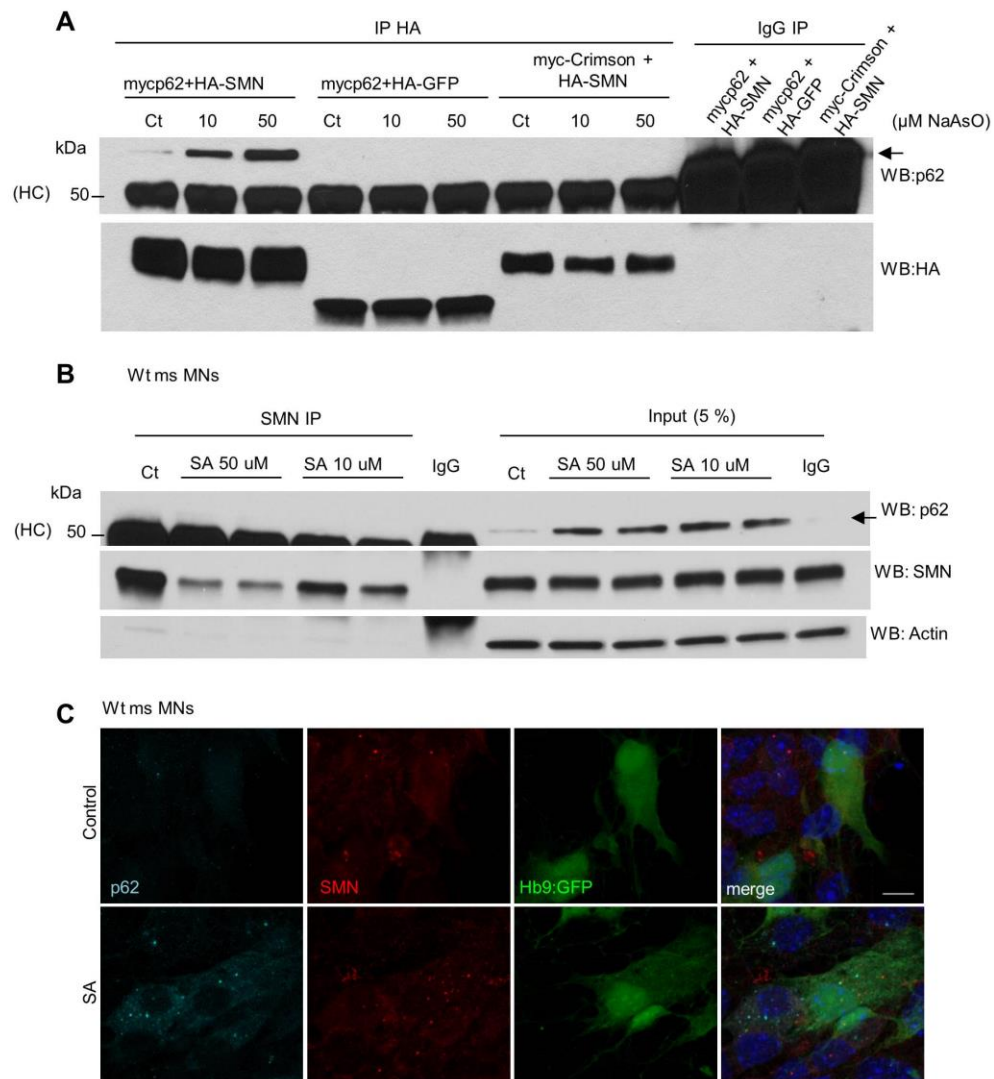 A
IP HA
IgG IP
mycp62+HA-SMN
mycp62+HA-GFP
myc-Crimson +
HA-SMN
mycp62 +
HA-SMN
mycp62 +
HA-GFP
myc-Crimson +
HA-SMN
Ct 10 50 Ct 10 50 Ct 10 50 (µM NaAsO)
kDa
(HC) 50
WB:p62
WB:HA
B Wt ms MNs
SMN IP
Input (5 %)
Ct SA 50 uM SA 10 uM IgG Ct SA 50 uM SA 10 uM IgG
kDa
(HC) 50
WB: p62
WB: SMN
WB: Actin
C Wt ms MNs
Control
p62
SMN
Hb9:GFP
merge
SA